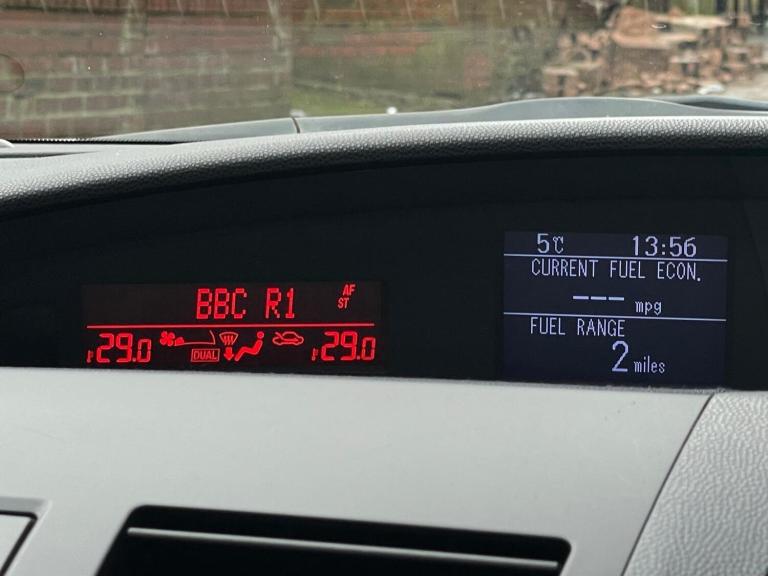 BBC R1
AF
ST
29.0
DUAL
29.0
5℃ 13:56
CURRENT FUEL ECON.
--- mpg
FUEL RANGE
2 miles